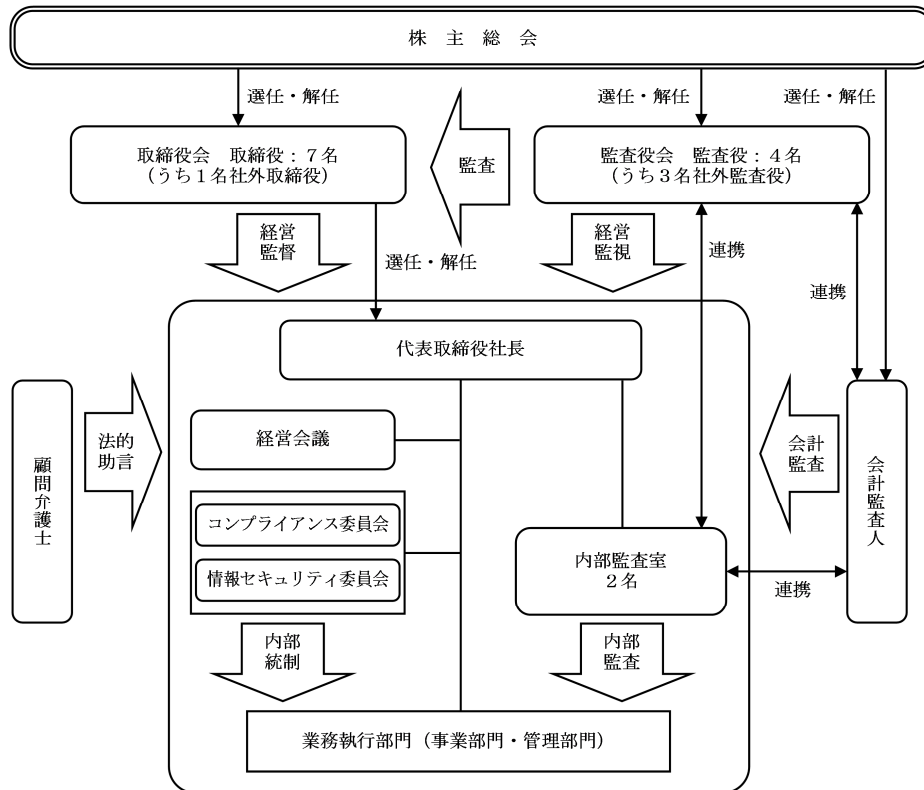 株　主　総　会
選任・解任
選任・解任
選任・解任
取締役会　取締役：７名
（うち１名社外取締役）
監査
監査役会　監査役：４名
（うち３名社外監査役）
経営
監督
選任・解任
経営
監視
連携
連携
代表取締役社長
顧問弁護士
法的
助言
経営会議
会計
監査
会計監査人
コンプライアンス委員会
情報セキュリティ委員会
内部監査室
２名
連携
内部
統制
内部
監査
業務執行部門（事業部門・管理部門）